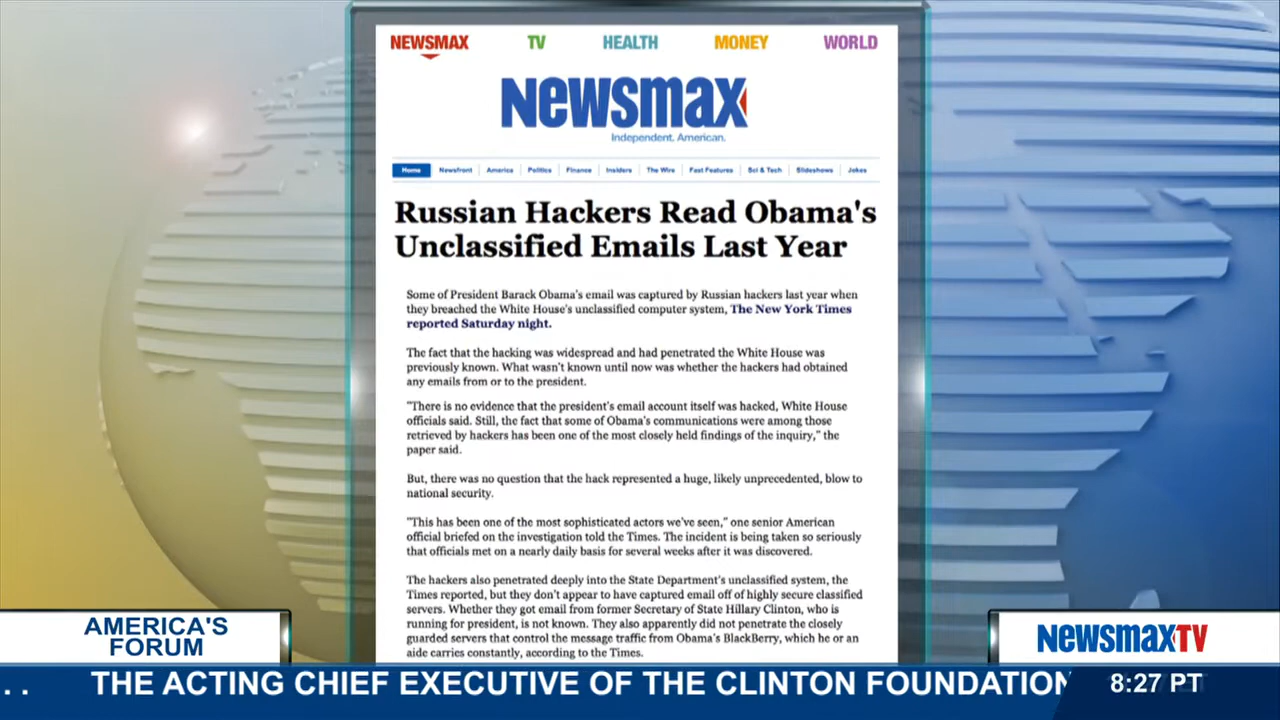 NEWSMAX TV HEALTH MONEY WORLD
Newsmax
Independent. American.
Home Newsfront America Politics Finance Insiders The Wire Fast Features Sci & Tech Slideshows Jokes
Russian Hackers Read Obama's
Unclassified Emails Last Year
Some of President Barack Obama's email was captured by Russian hackers last year when
they breached the White House's unclassified computer system, The New York Times
reported Saturday night.
The fact that the hacking was widespread and had penetrated the White House was
previously known. What wasn't known until now was whether the hackers had obtained
any emails from or to the president.
"There is no evidence that the president's email account itself was hacked, White House
officials said. Still, the fact that some of Obama's communications were among those
retrieved by hackers has been one of the most closely held findings of the inquiry," the
paper said.
But, there was no question that the hack represented a huge, likely unprecedented, blow to
national security.
"This has been one of the most sophisticated actors we've seen," one senior American
official briefed on the investigation told the Times. The incident is being taken so seriously
that officials met on a nearly daily basis for several weeks after it was discovered.
The hackers also penetrated deeply into the State Department's unclassified system, the
Times reported, but they don't appear to have captured email off of highly secure classified
servers. Whether they got email from former Secretary of State Hillary Clinton, who is
running for president, is not known. They also apparently did not penetrate the closely
guarded servers that control the message traffic from Obama's BlackBerry, which he or an
aide carries constantly, according to the Times.
AMERICA'S
FORUM
NEWSMAXTV
. . THE ACTING CHIEF EXECUTIVE OF THE CLINTON FOUNDATION
8:27 PT